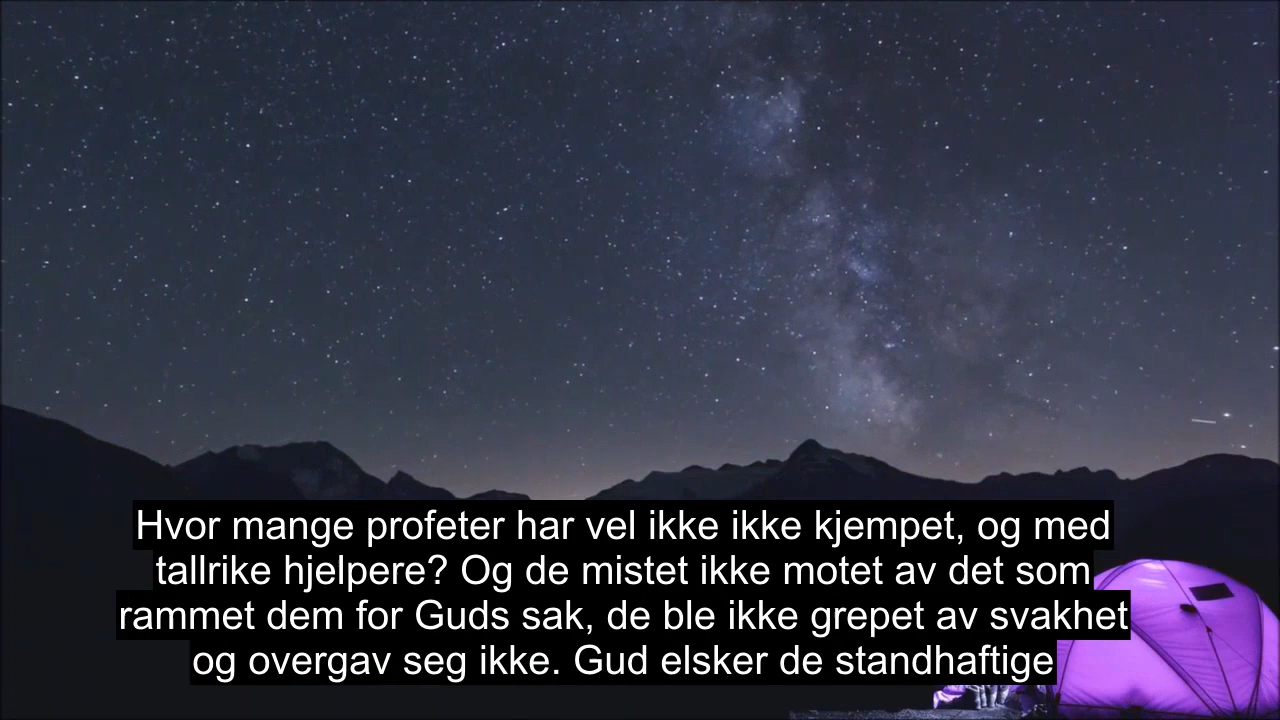 Hvor mange profeter har vel ikke ikke kjempet, og med
tallrike hjelpere? Og de mistet ikke motet av det som
rammet dem for Guds sak, de ble ikke grepet av svakhet
og overgav seg ikke. Gud elsker de standhaftige